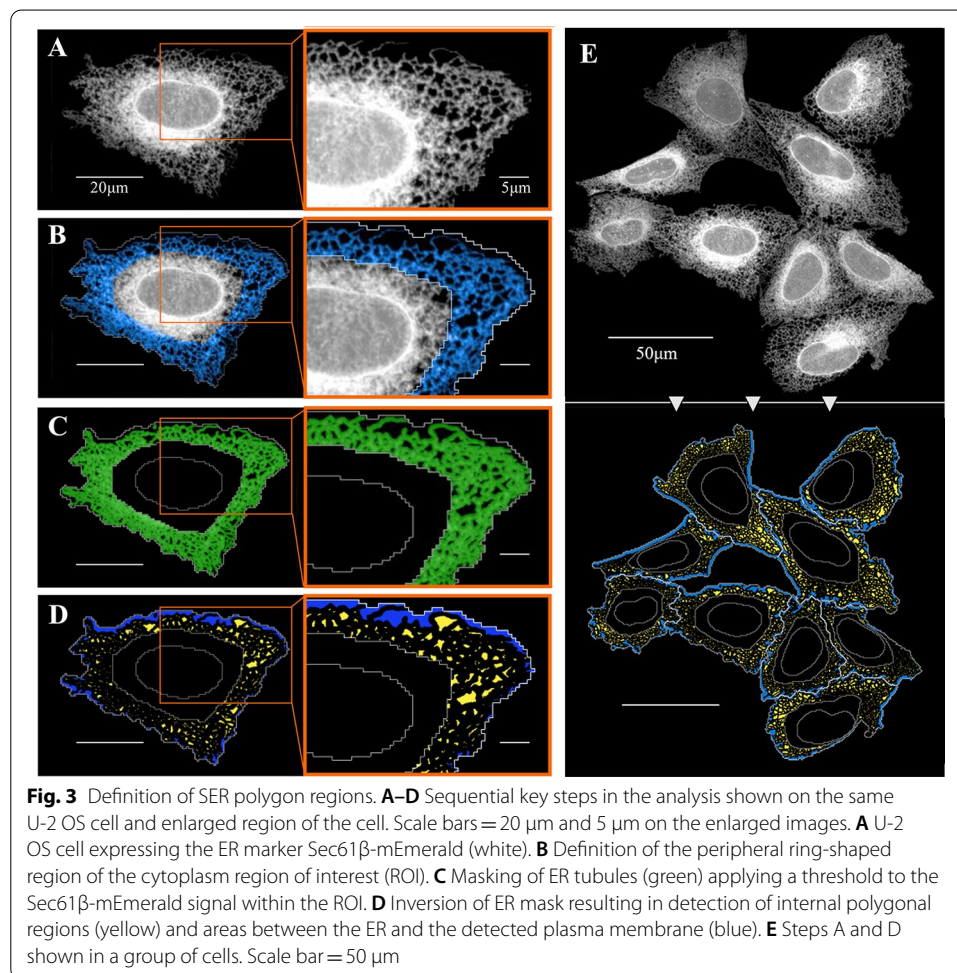 A
20μm
5μm
B
C
D
E
50μm
Fig. 3 Definition of SER polygon regions. A–D Sequential key steps in the analysis shown on the same
U-2 OS cell and enlarged region of the cell. Scale bars = 20 μm and 5 μm on the enlarged images. A U-2
OS cell expressing the ER marker Sec61β-mEmerald (white). B Definition of the peripheral ring-shaped
region of the cytoplasm region of interest (ROI). C Masking of ER tubules (green) applying a threshold to the
Sec61β-mEmerald signal within the ROI. D Inversion of ER mask resulting in detection of internal polygonal
regions (yellow) and areas between the ER and the detected plasma membrane (blue). E Steps A and D
shown in a group of cells. Scale bar = 50 μm